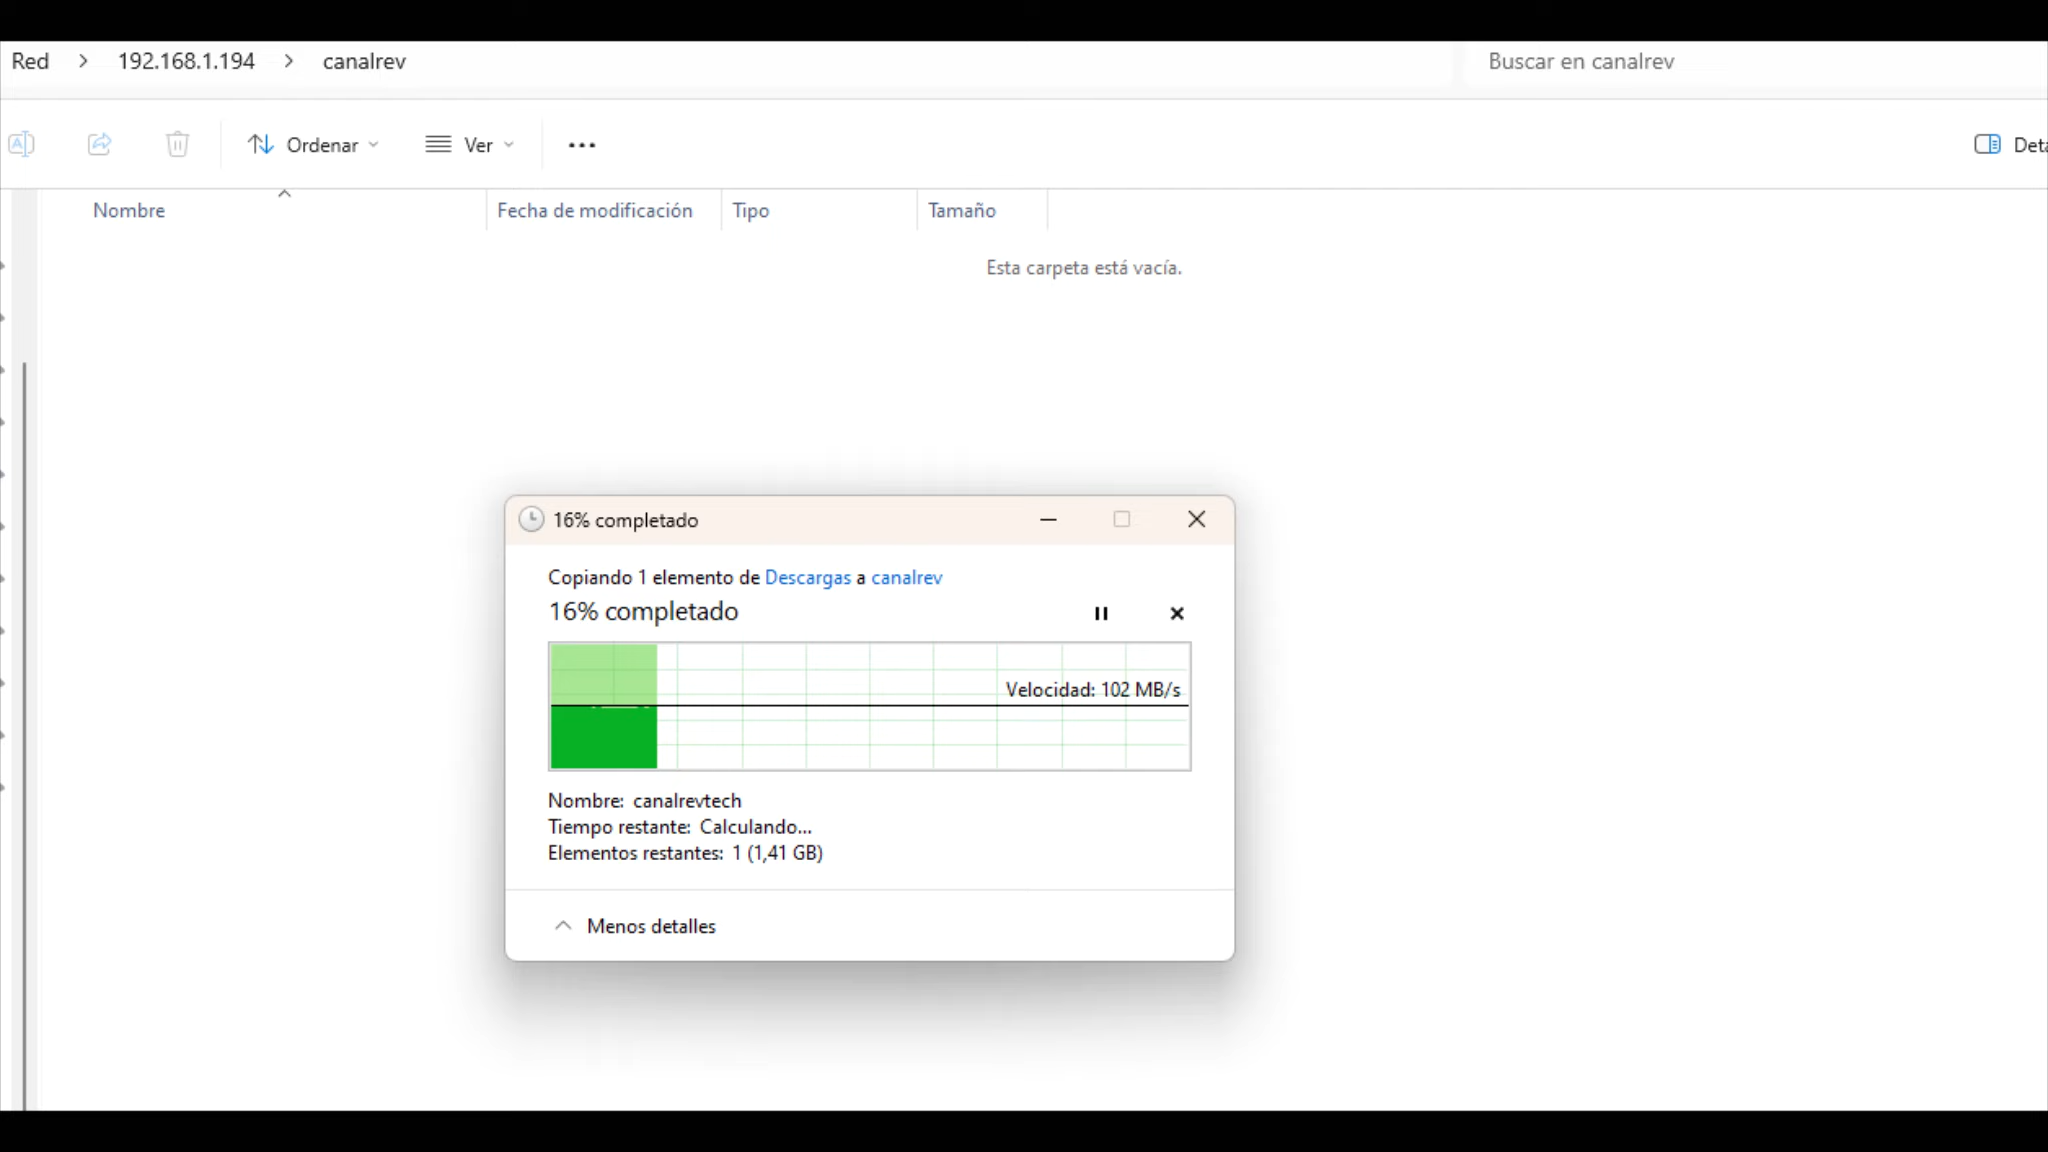 Red > 192.168.1.194 > canalrev
Buscar en canalrev
Ordenar
Ver
Nombre
Fecha de modificación
Tipo
Tamaño
Esta carpeta está vacía.
16% completado
Copiando 1 elemento de Descargas a canalrev
16% completado
Velocidad: 102 MB/s
Nombre: canalrevtech
Tiempo restante: Calculando...
Elementos restantes: 1 (1,41 GB)
Menos detalles